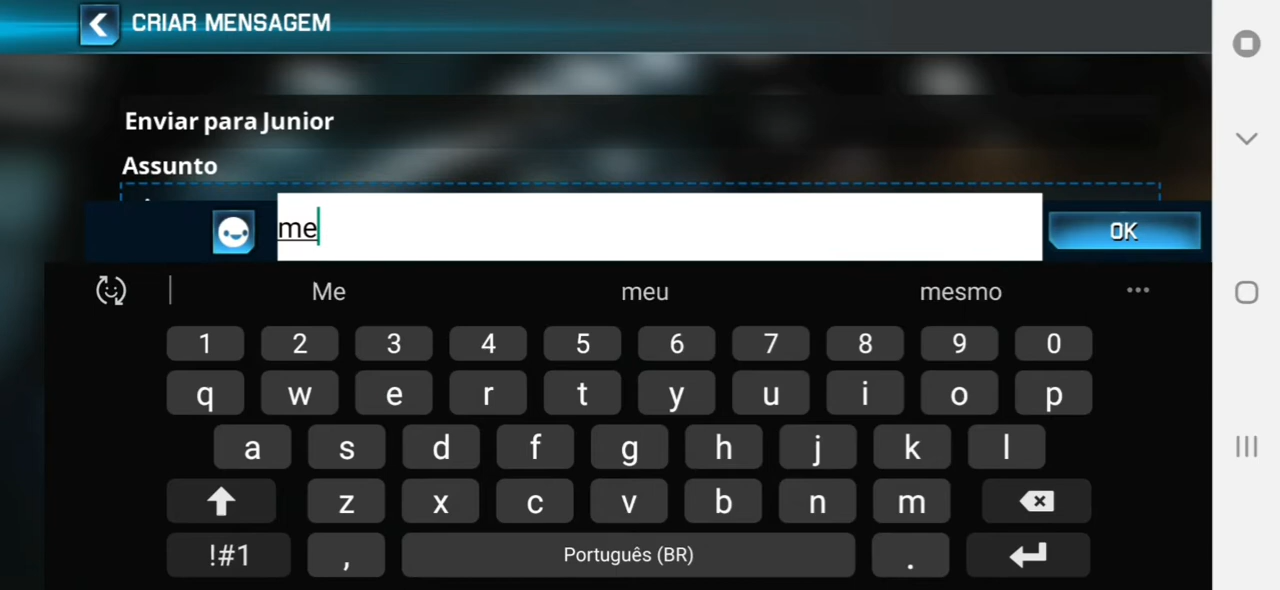 CRIAR MENSAGEM
Enviar para Junior
Assunto
me
OK
Me meu mesmo
1 2 3 4 5 6 7 8 9 0
q w e r t y u i o p
a s d f g h j k l
z x c v b n m
!#1 , Português (BR) .